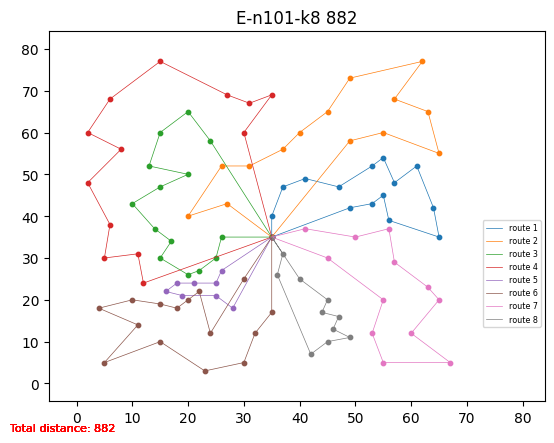 E-n101-k8 882
80
70
60
50
40
30
20
10
0
route 1
route 2
route 3
route 4
route 5
route 6
route 7
route 8
0 10 20 30 40 50 60 70 80
Total distance: 882